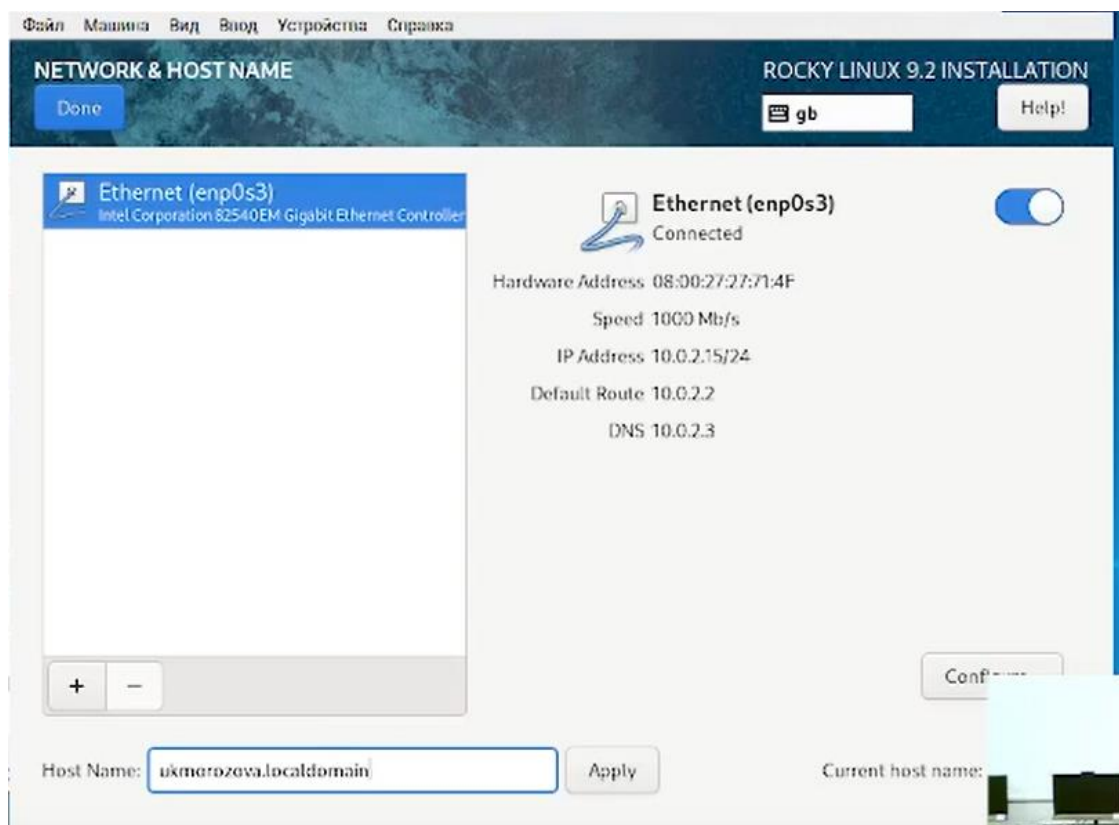 Файл Машина Вид Ввод Устройства Справка
NETWORK & HOST NAME
ROCKY LINUX 9.2 INSTALLATION
Done
gb
Help!
Ethernet (enp0s3)
Intel Corporation 82540EM Gigabit Ethernet Controller
Ethernet (enp0s3)
Connected
Hardware Address 08:00:27:27:71:4F
Speed 1000 Mb/s
IP Address 10.0.2.15/24
Default Route 10.0.2.2
DNS 10.0.2.3
+ −
Host Name: ukmorozova.localdomain
Apply
Current host name: